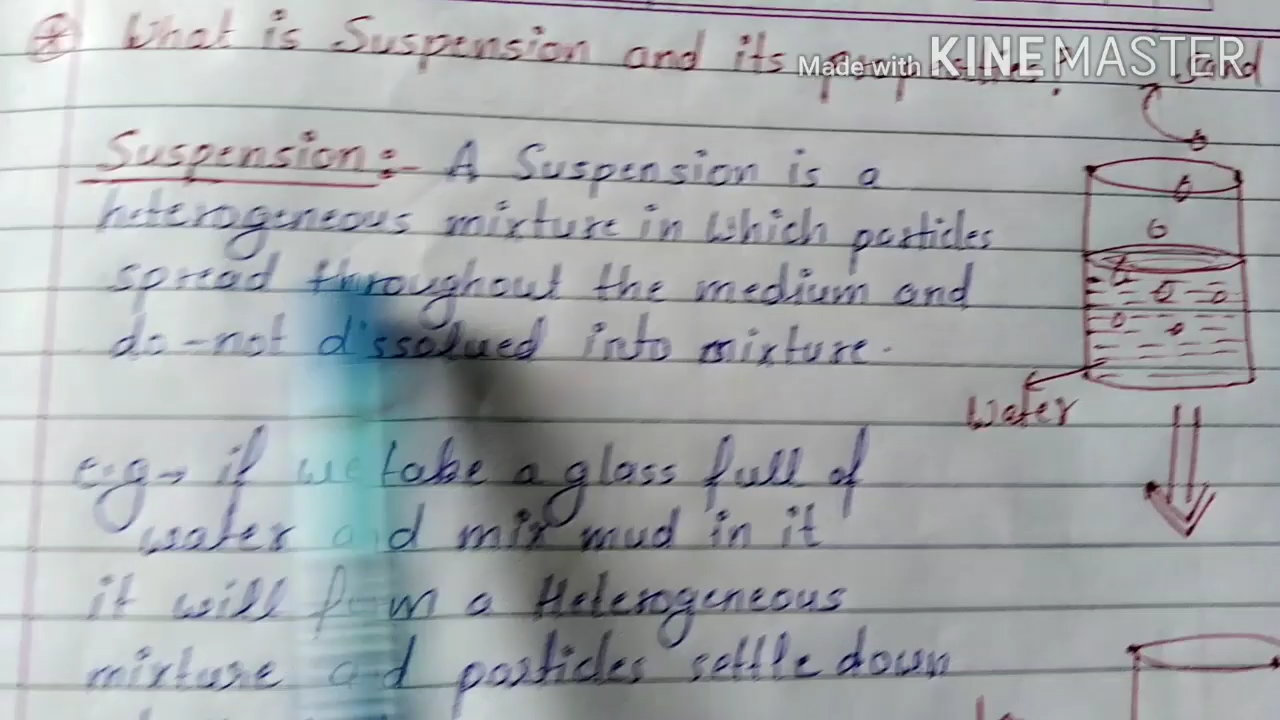 What is Suspension and its properties?
Made with KINEMASTER
Sand
Suspension:- A Suspension is a
heterogeneous mixture in which particles
spread throughout the medium and
do-not dissolved into mixture.
Water
e.g→ if we take a glass full of
water and mix mud in it
it will form a Heterogeneous
mixture and particles settle down